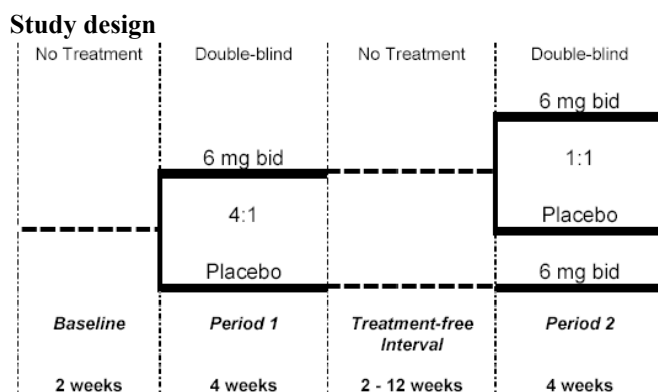 Study design
No Treatment Double-blind No Treatment Double-blind
6 mg bid
6 mg bid 1:1
4:1
Placebo
Placebo 6 mg bid
Baseline Period 1 Treatment-free Period 2
Interval
2 weeks 4 weeks 2 - 12 weeks 4 weeks